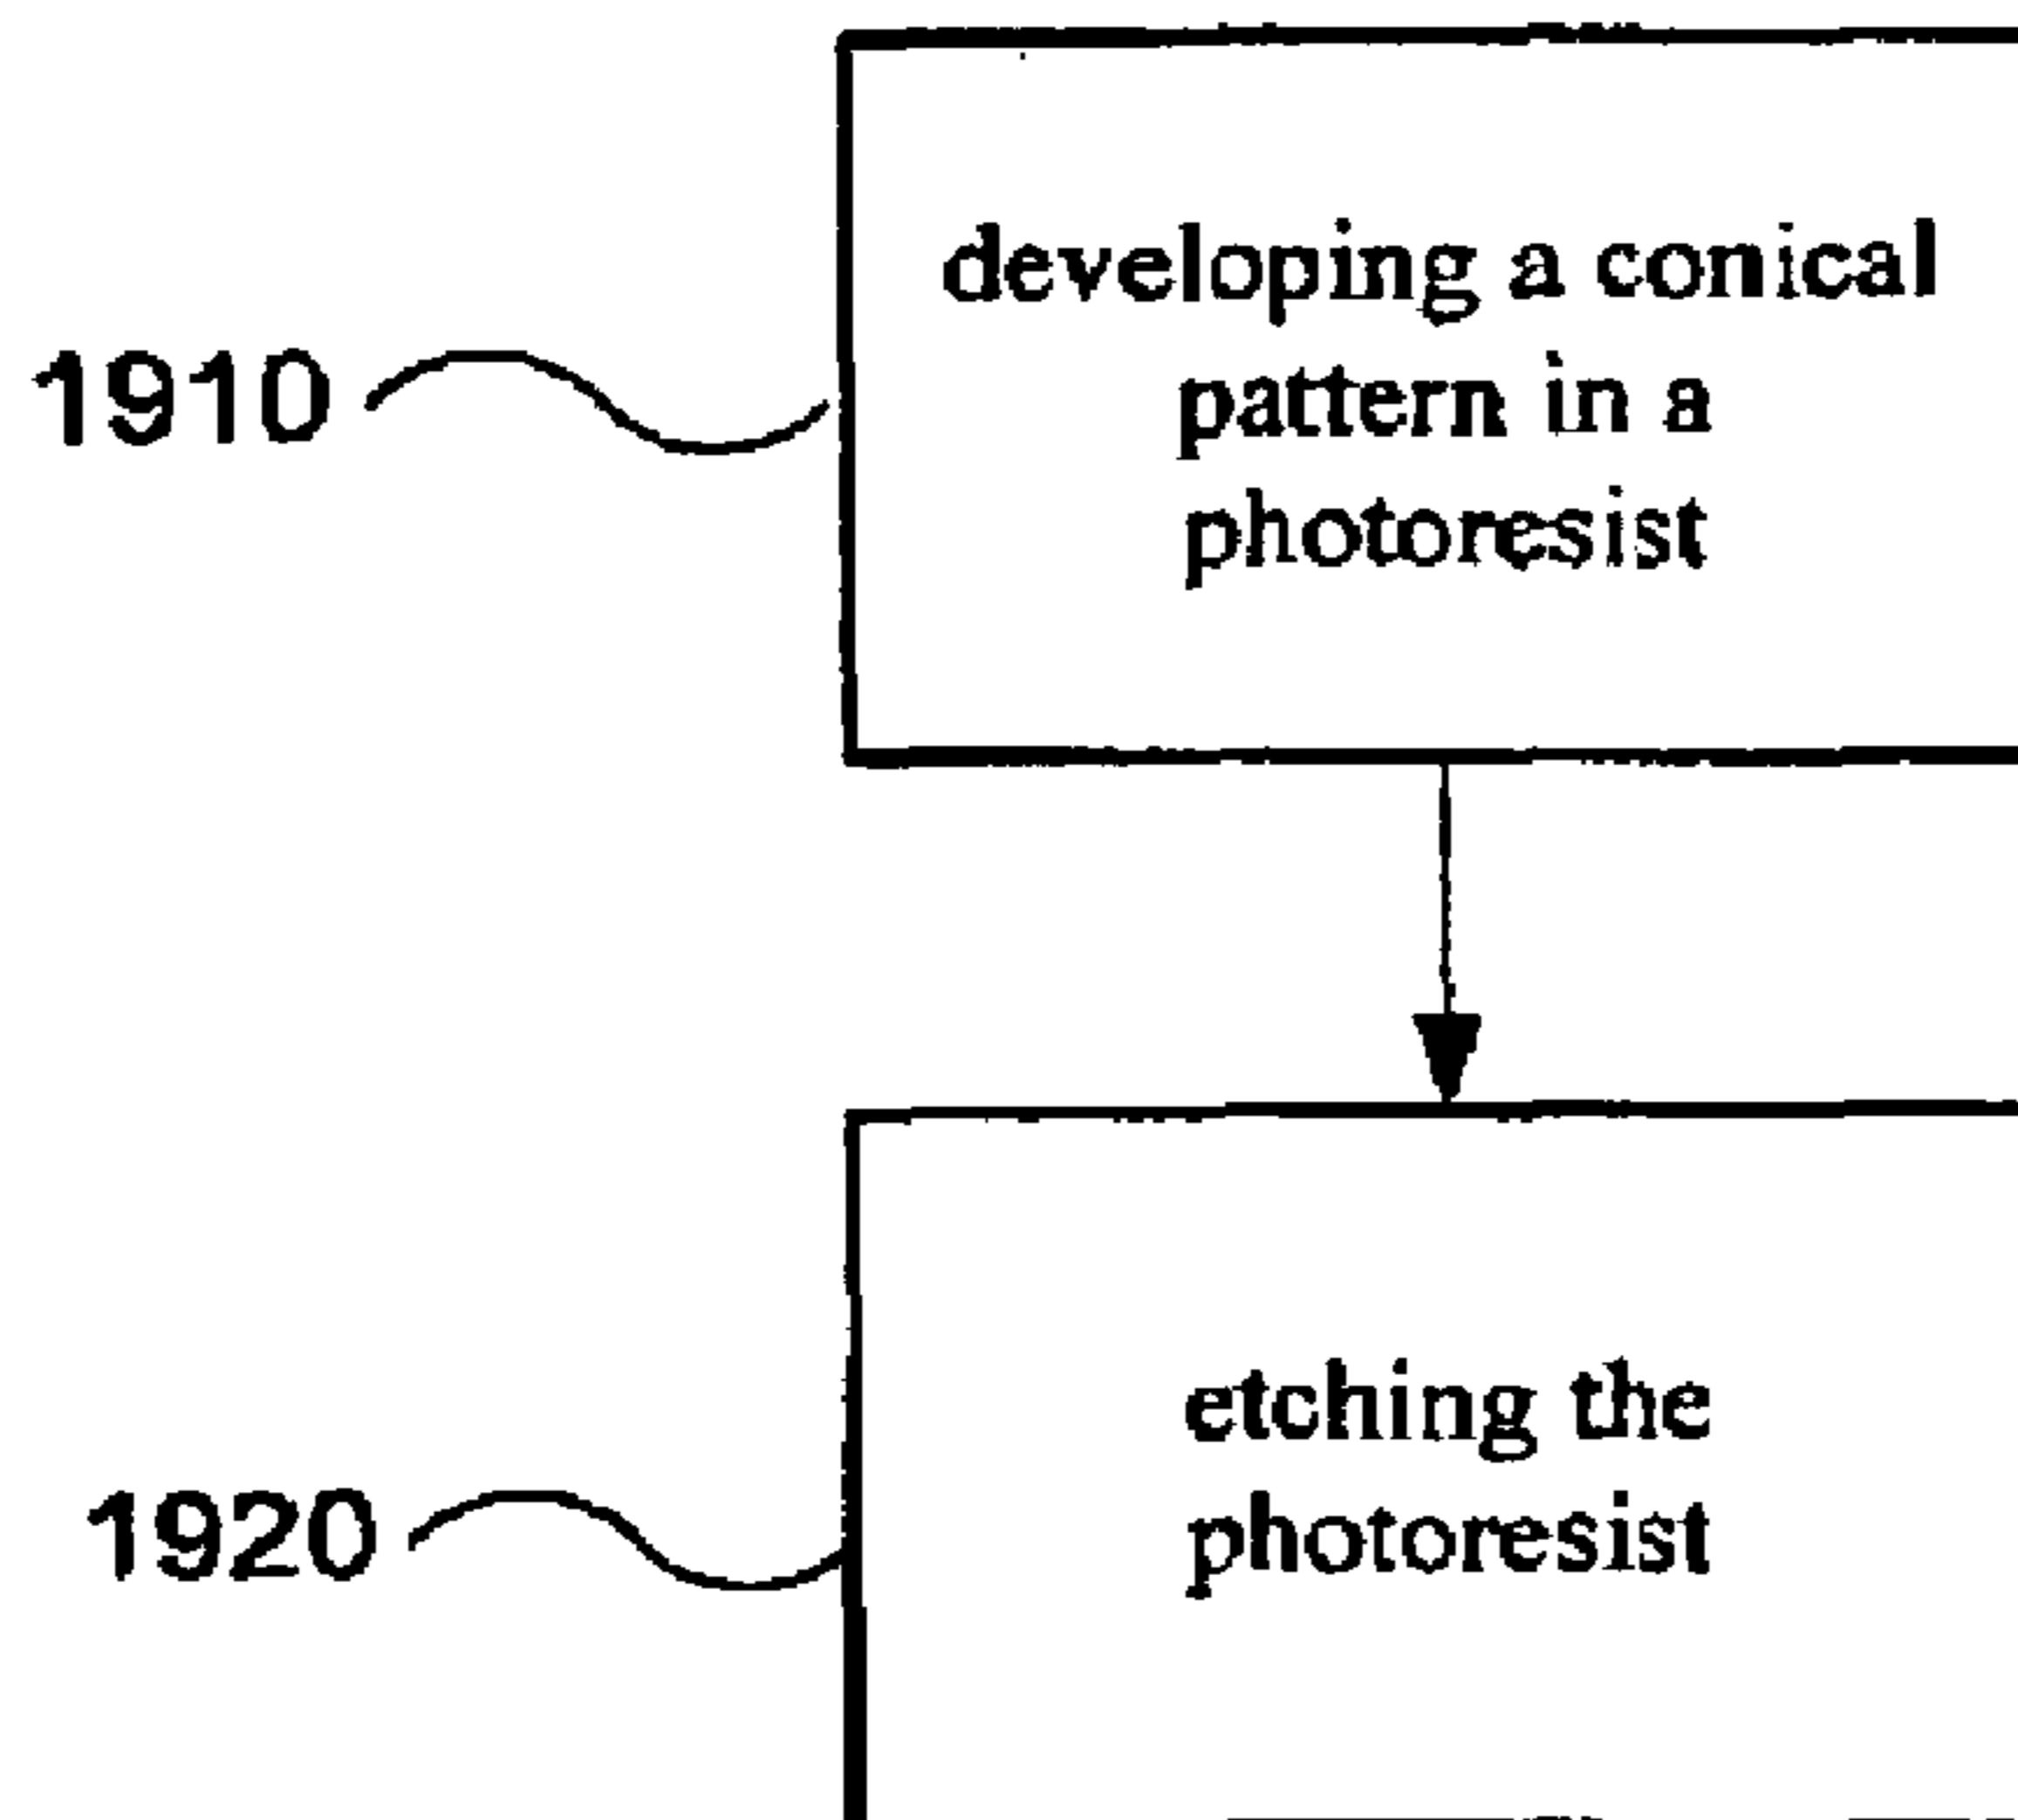 developing a conical
1910 pattern in a
photoresist
etching the
1920 photoresist